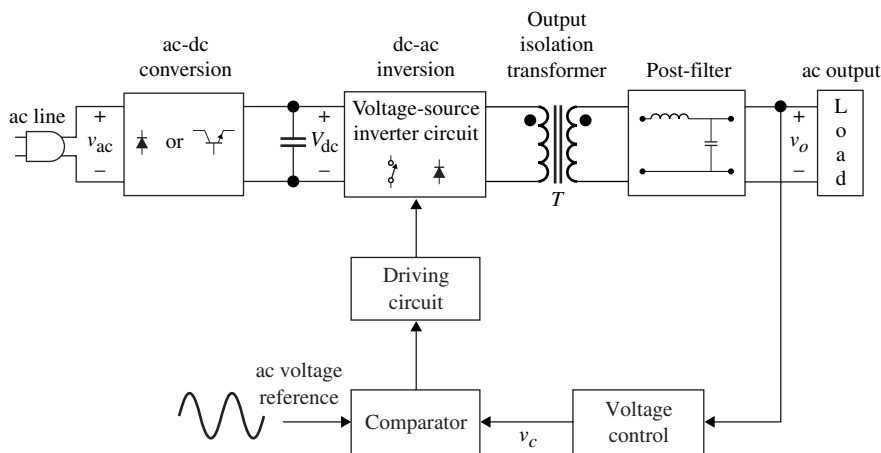 ac-dc
conversion
dc-ac
inversion
Output
isolation
transformer
Post-filter
ac output
ac line
+
v_ac
−
or
+
V_dc
−
Voltage-source
inverter circuit
T
+
v_o
−
L
o
a
d
Driving
circuit
ac voltage
reference
Comparator
v_c
Voltage
control